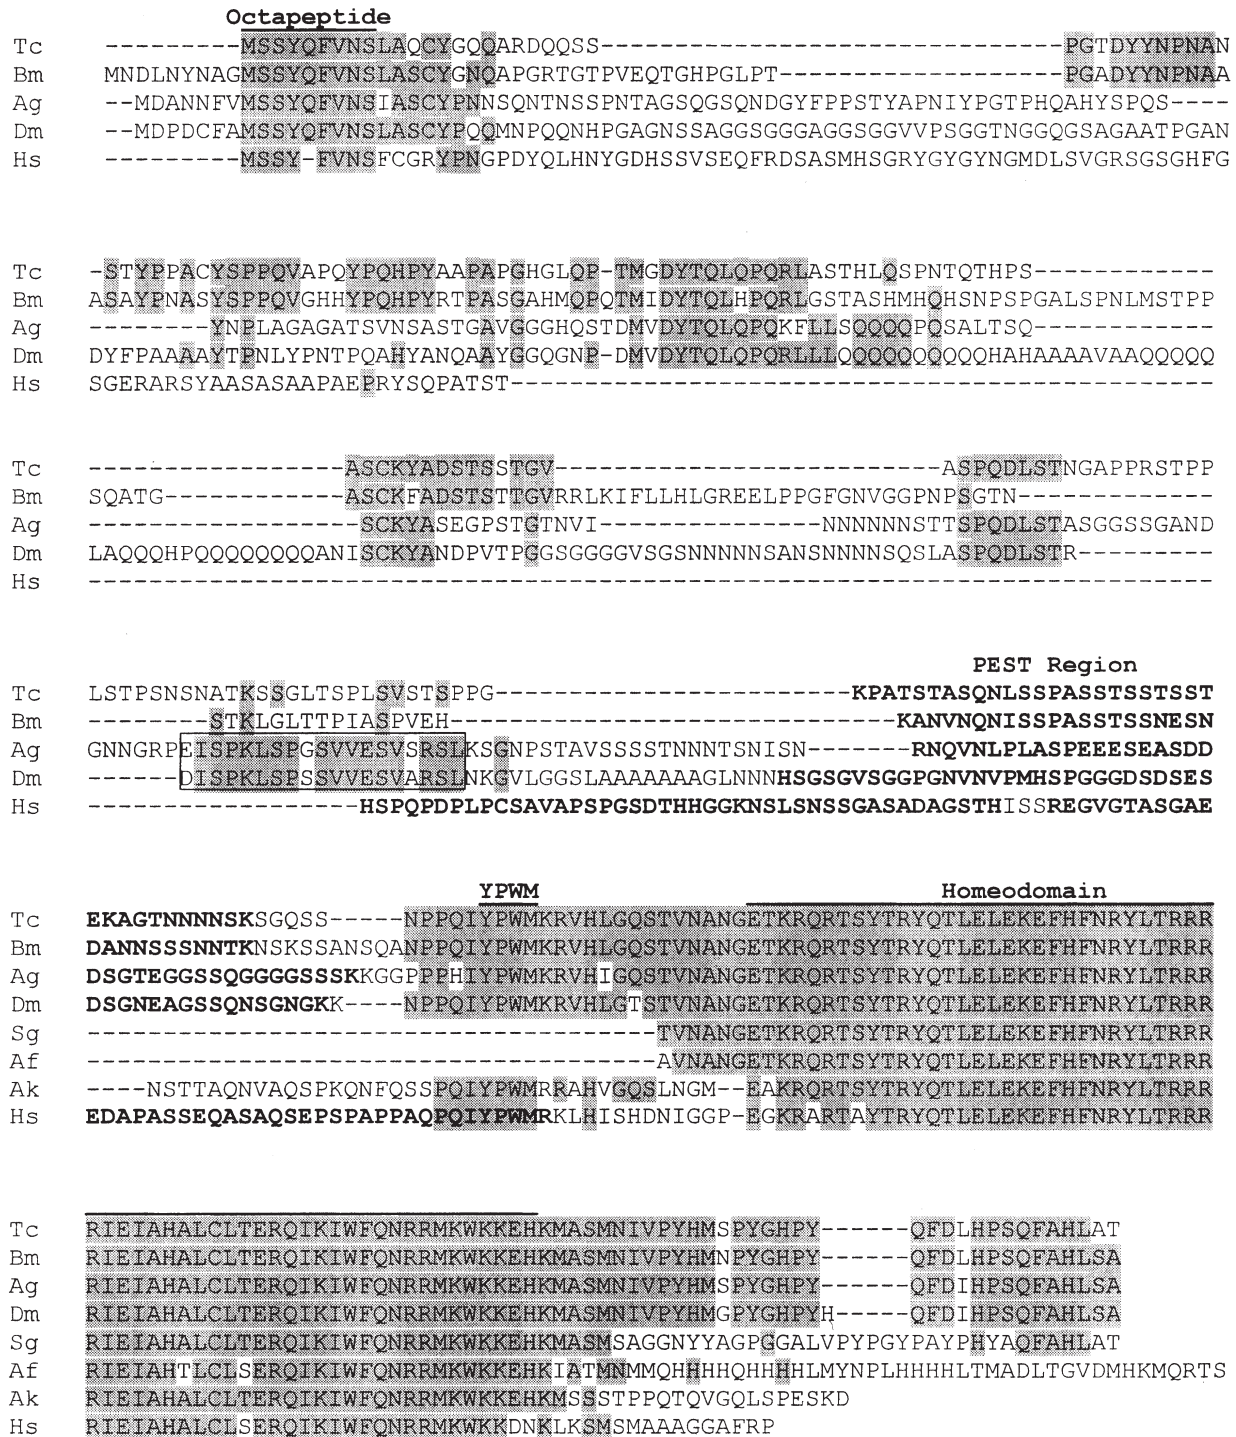 Octapeptide
Tc ---------MSSYQFVNSLAQCYGQQARDQQSS-------------------------------PGTDYYNPNAN
Bm MNDLNYNAGMSSYQFVNSLASCYGNQAPGRTGTPVEQTGHPGLPT-------------------PGADYYNPNAA
Ag --MDANNFVMSSYQFVNSIASCYPNNSQNTNSSPNTAGSQGSQNDGYFPPSTYAPNIYPGTPHQAHYSPQS----
Dm --MDPDCFAMSSYQFVNSLASCYPQQMNPQQNHPGAGNSSAGGSGGGAGGSGGVVPSGGTNGGQGSAGAATPGAN
Hs ---------MSSY-FVNSFCGRYPNGPDYQLHNYGDHSSVSEQFRDSASMHSGRYGYGYNGMDLSVGRSGSGHFG
Tc -STYPPACYSPPQVAPQYPQHPYAAPAPGHGLQP-TMGDYTQLQPQRLASTHLQSPNTQTHPS------------
Bm ASAYPNASYSPPQVGHHYPQHPYRTPASGAHMQPQTMIDYTQLHPQRLGSTASHMHQHSNPSPGALSPNLMSTPP
Ag --------YNPLAGAGATSVNSASTGAVGGGHQSTDMVDYTQLQPQKFLLSQQQQPQSALTSQ------------
Dm DYFPAAAAYTPNLYPNTPQAHYANQAAYGGQGNP-DMVDYTQLQPQRLLLQQQQQQQQQQHAHAAAAVAAQQQQQ
Hs SGERARSYAASASAAPAEPRYSQPATST-----------------------------------------------
Tc -----------------ASCKYADSTSSTGV--------------------------ASPQDLSTNGAPPRSTPP
Bm SQATG------------ASCKFADSTSTTGVRRLKIFLLHLGREELPPGFGNVGGPNPSGTN-------------
Ag ------------------SCKYASEGPSTGTNVI---------------NNNNNNSTTSPQDLSTASGGSSGAND
Dm LAQQQHPQQQQQQQQANISCKYANDPVTPGGSGGGGVSGSNNNNNSANSNNNNSQSLASPQDLSTR---------
Hs ---------------------------------------------------------------------------
PEST Region
Tc LSTPSNSNATKSSGLTSPLSVSTSPPG------------------------KPATSTASQNLSSPASSTSSTSST
Bm --------STKLGLTTPIASPVEH------------------------------KANVNQNISSPASSTSSNESN
Ag GNNGRPEISPKLSPGSVVESVSRSLKSGNPSTAVSSSSTNNNTSNISN-------RNQVNLPLASPEEESEASDD
Dm ------DISPKLSPSSVVESVARSLNKGVLGGSLAAAAAAAGLNNNHSGSGVSGGPGNVNVPMHSPGGGDSDSES
Hs ------------------HSPQPDPLPCSAVAPSPGSDTHHGGKNSLSNSSGASADAGSTHISSREGVGTASGAE
YPWM Homeodomain
Tc EKAGTNNNNSKSGQSS-----NPPQIYPWMKRVHLGQSTVNANGETKRQRTSYTRYQTLELEKEFHFNRYLTRRR
Bm DANNSSSNNTKNSKSSANSQANPPQIYPWMKRVHLGQSTVNANGETKRQRTSYTRYQTLELEKEFHFNRYLTRRR
Ag DSGTEGGSSQGGGGSSSKKGGPPPHIYPWMKRVHIGQSTVNANGETKRQRTSYTRYQTLELEKEFHFNRYLTRRR
Dm DSGNEAGSSQNSGNGKK----NPPQIYPWMKRVHLGTSTVNANGETKRQRTSYTRYQTLELEKEFHFNRYLTRRR
Sg --------------------------------------TVNANGETKRQRTSYTRYQTLELEKEFHFNRYLTRRR
Af --------------------------------------AVNANGETKRQRTSYTRYQTLELEKEFHFNRYLTRRR
Ak ----NSTTAQNVAQSPKQNFQSSPQIYPWMRRAHVGQSLNGM--EAKRQRTSYTRYQTLELEKEFHFNRYLTRRR
Hs EDAPASSEQASAQSEPSPAPPAQPQIYPWMRKLHISHDNIGGP-EGKRARTAYTRYQTLELEKEFHFNRYLTRRR
Tc RIEIAHALCLTERQIKIWFQNRRMKWKKEHKMASMNIVPYHMSPYGHPY------QFDLHPSQFAHLAT
Bm RIEIAHALCLTERQIKIWFQNRRMKWKKEHKMASMNIVPYHMNPYGHPY------QFDLHPSQFAHLSA
Ag RIEIAHALCLTERQIKIWFQNRRMKWKKEHKMASMNIVPYHMSPYGHPY------QFDIHPSQFAHLSA
Dm RIEIAHALCLTERQIKIWFQNRRMKWKKEHKMASMNIVPYHMGPYGHPYH-----QFDIHPSQFAHLSA
Sg RIEIAHALCLTERQIKIWFQNRRMKWKKEHKMASMSAGGNYYAGPGGALVPYPGYPAYPHYAQFAHLAT
Af RIEIAHTLCLSERQIKIWFQNRRMKWKKEHKIATMNMMQHHHHQHHHHHLMYNPLHHHHLTMADLTGVDMHKMQRTS
Ak RIEIAHALCLTERQIKIWFQNRRMKWKKEHKMSSSTPPQTQVGQLSPESKD
Hs RIEIAHALCLSERQIKIWFQNRRMKWKKDNKLKSMSMAAAGGAFRP